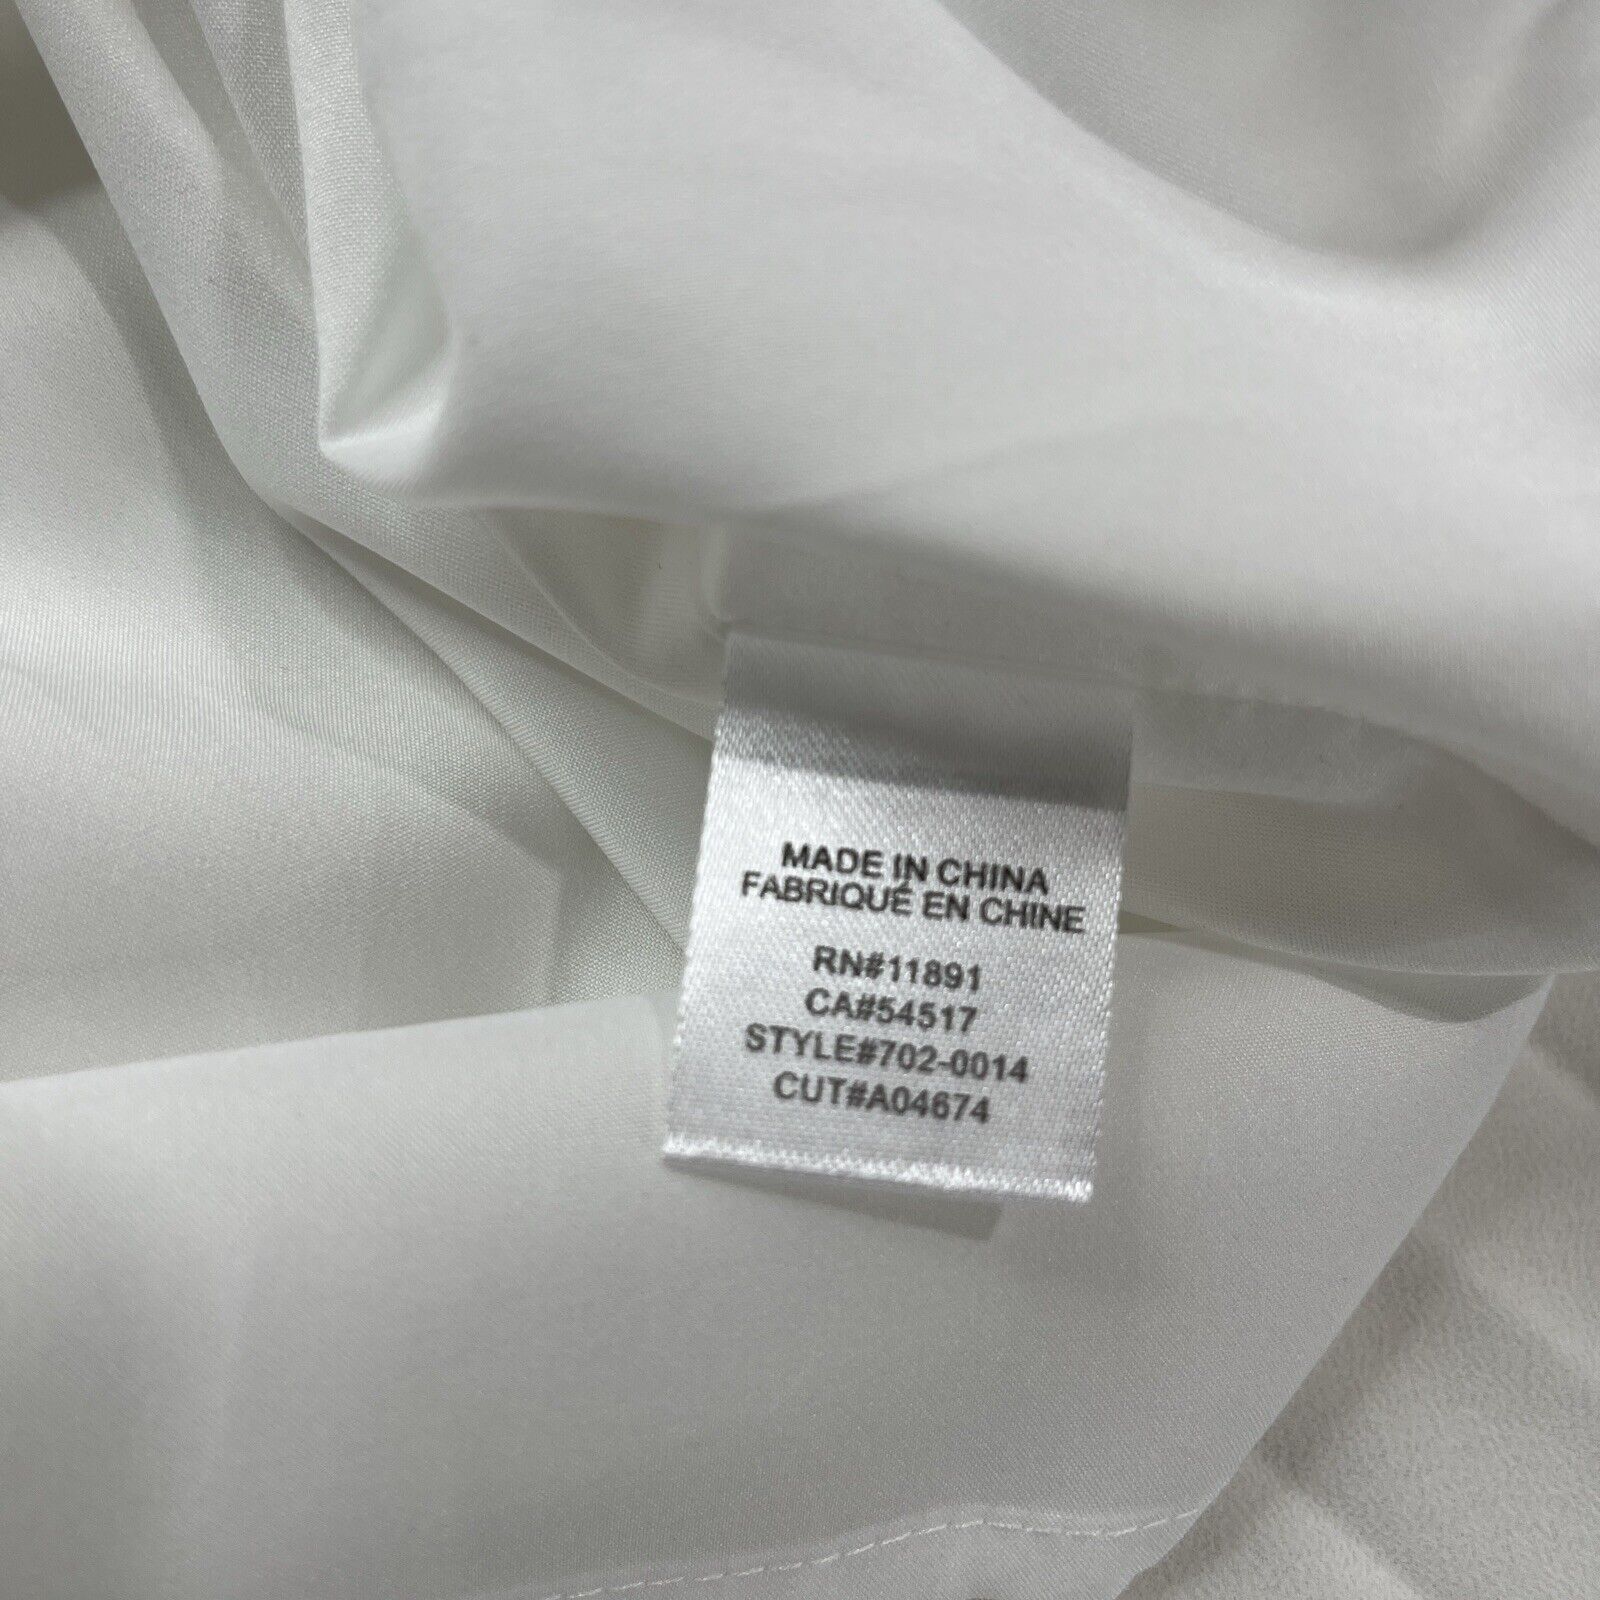 MADE IN CHINA
FABRIQUÉ EN CHINE
RN#11891
CA#54517
STYLE#702-0014
CUT#A04674